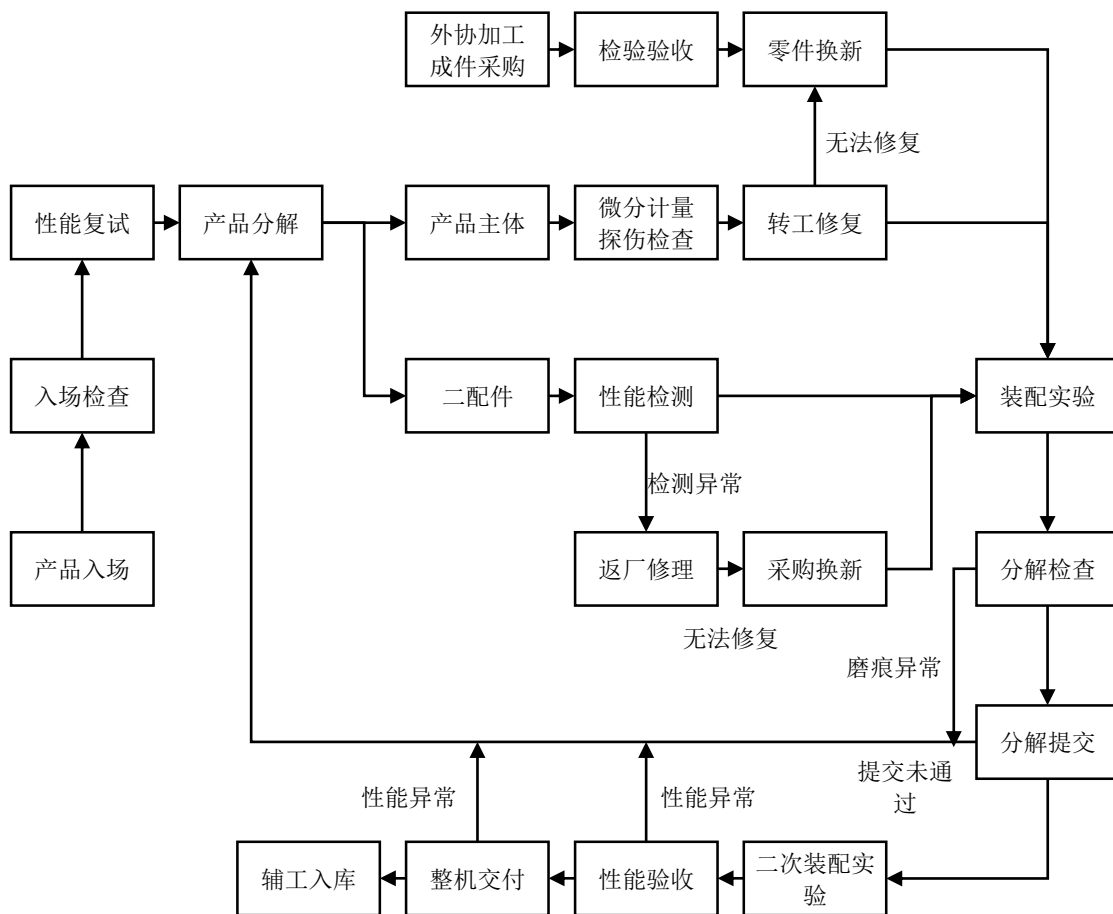 外协加工
成件采购
检验验收
零件换新
无法修复
性能复试
产品分解
产品主体
微分计量
探伤检查
转工修复
入场检查
二配件
性能检测
装配实验
检测异常
产品入场
返厂修理
采购换新
分解检查
无法修复
磨痕异常
分解提交
提交未通
过
性能异常
性能异常
辅工入库
整机交付
性能验收
二次装配实
验